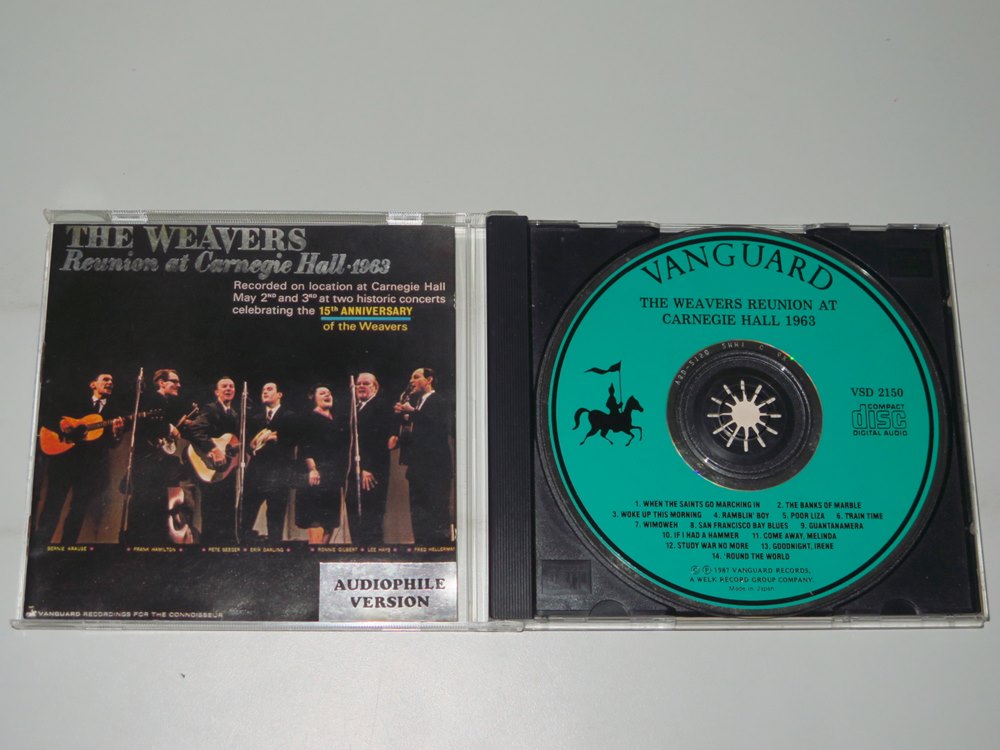 THE WEAVERS
Reunion at Carnegie Hall·1963
Recorded on location at Carnegie Hall
May 2ND and 3RD at two historic concerts
celebrating the 15th ANNIVERSARY
of the Weavers
BERNIE KRAUSE ★ FRANK HAMILTON ★ PETE SEEGER ★ ERIK DARLING ★ RONNIE GILBERT ★ LEE HAYS ★ FRED HELLERMAN
AUDIOPHILE
VERSION
VANGUARD RECORDINGS FOR THE CONNOISSEUR
VANGUARD
THE WEAVERS REUNION AT
CARNEGIE HALL 1963
VSD 2150
COMPACT
disc
DIGITAL AUDIO
1. WHEN THE SAINTS GO MARCHING IN 2. THE BANKS OF MARBLE
3. WOKE UP THIS MORNING 4. RAMBLIN' BOY 5. POOR LIZA 6. TRAIN TIME
7. WIMOWEH 8. SAN FRANCISCO BAY BLUES 9. GUANTANAMERA
10. IF I HAD A HAMMER 11. COME AWAY, MELINDA
12. STUDY WAR NO MORE 13. GOODNIGHT, IRENE
14. 'ROUND THE WORLD
© ℗ 1987 VANGUARD RECORDS,
A WELK RECORD GROUP COMPANY.
Made in Japan